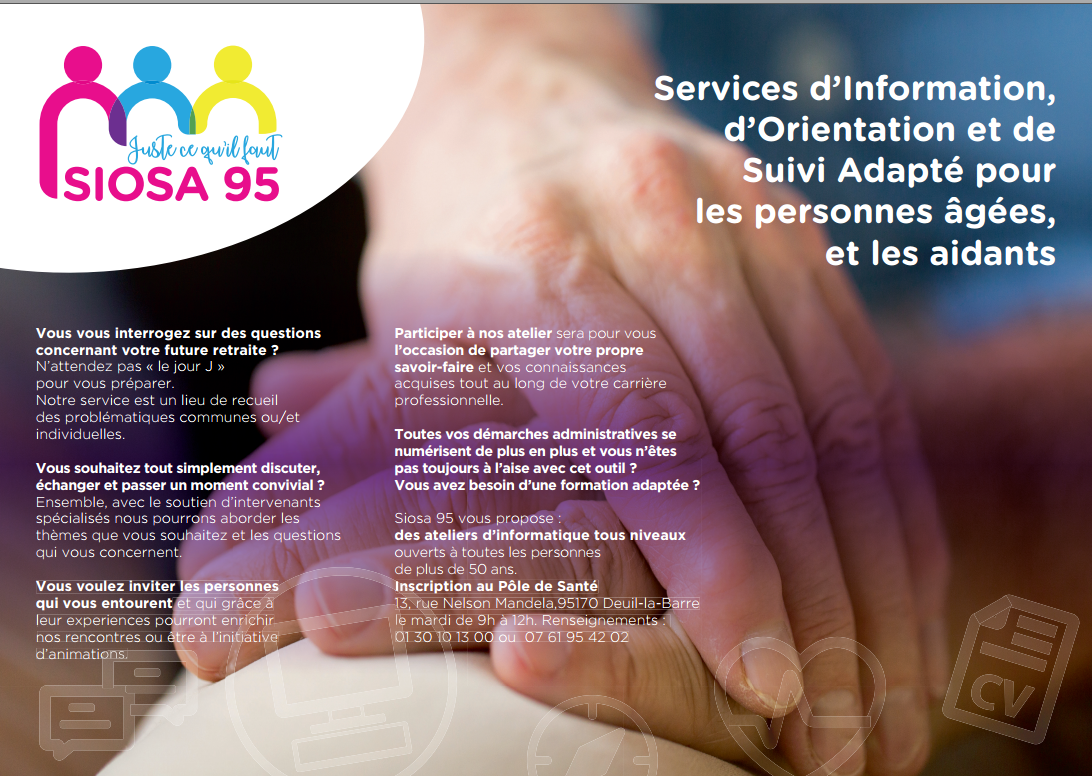 Juste ce qu'il faut
SIOSA 95
Services d'Information,
d'Orientation et de
Suivi Adapté pour
les personnes âgées,
et les aidants
Vous vous interrogez sur des questions
concernant votre future retraite ?
N'attendez pas « le jour J »
pour vous préparer.
Notre service est un lieu de recueil
des problématiques communes ou/et
individuelles.
Vous souhaitez tout simplement discuter,
échanger et passer un moment convivial ?
Ensemble, avec le soutien d'intervenants
spécialisés nous pourrons aborder les
thèmes que vous souhaitez et les questions
qui vous concernent.
Vous voulez inviter les personnes
qui vous entourent et qui grâce à
leur experiences pourront enrichir
nos rencontres ou être à l'initiative
d'animations.
Participer à nos atelier sera pour vous
l'occasion de partager votre propre
savoir-faire et vos connaissances
acquises tout au long de votre carrière
professionnelle.
Toutes vos démarches administratives se
numérisent de plus en plus et vous n'êtes
pas toujours à l'aise avec cet outil ?
Vous avez besoin d'une formation adaptée ?
Siosa 95 vous propose :
des ateliers d'informatique tous niveaux
ouverts à toutes les personnes
de plus de 50 ans.
Inscription au Pôle de Santé
13, rue Nelson Mandela,95170 Deuil-la-Barre
le mardi de 9h à 12h. Renseignements :
01 30 10 13 00 ou 07 61 95 42 02
CV